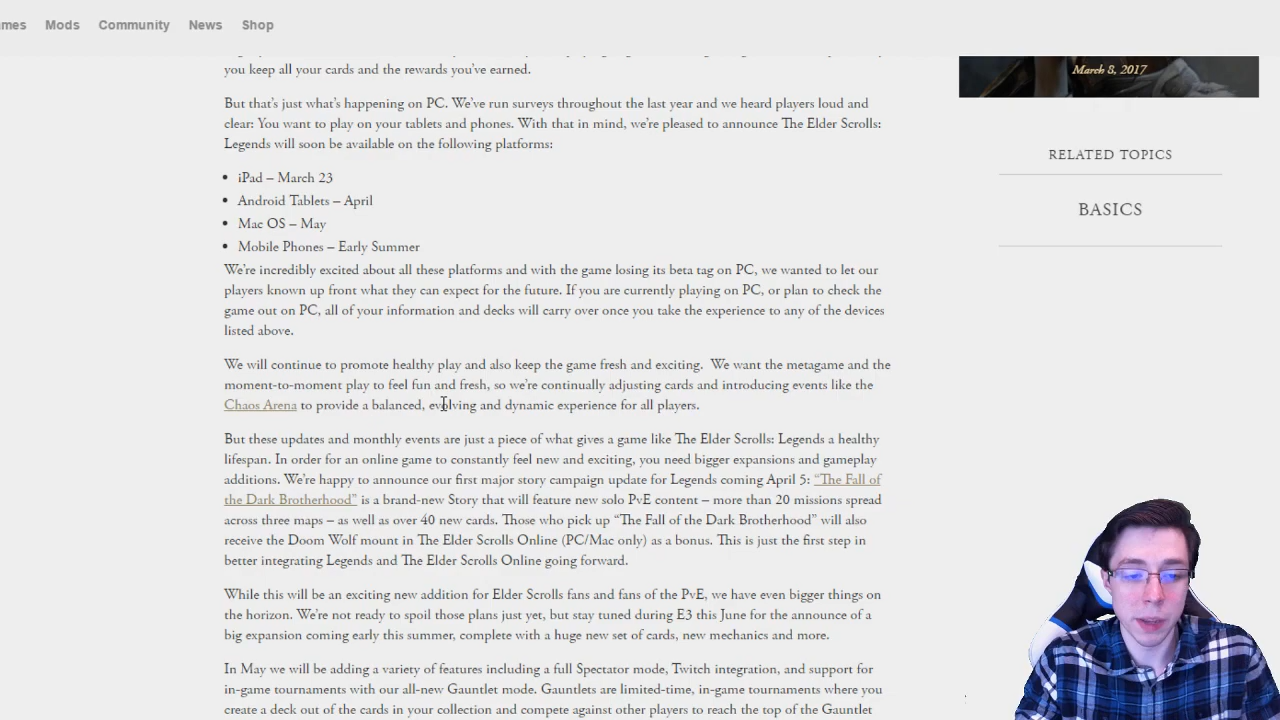 Mods Community News Shop
you keep all your cards and the rewards you've earned.
March 8, 2017
But that's just what's happening on PC. We've run surveys throughout the last year and we heard players loud and
clear: You want to play on your tablets and phones. With that in mind, we're pleased to announce The Elder Scrolls:
Legends will soon be available on the following platforms:
• iPad – March 23
• Android Tablets – April
• Mac OS – May
• Mobile Phones – Early Summer
We're incredibly excited about all these platforms and with the game losing its beta tag on PC, we wanted to let our
players known up front what they can expect for the future. If you are currently playing on PC, or plan to check the
game out on PC, all of your information and decks will carry over once you take the experience to any of the devices
listed above.
We will continue to promote healthy play and also keep the game fresh and exciting.  We want the metagame and the
moment-to-moment play to feel fun and fresh, so we're continually adjusting cards and introducing events like the
Chaos Arena to provide a balanced, evolving and dynamic experience for all players.
But these updates and monthly events are just a piece of what gives a game like The Elder Scrolls: Legends a healthy
lifespan. In order for an online game to constantly feel new and exciting, you need bigger expansions and gameplay
additions. We're happy to announce our first major story campaign update for Legends coming April 5: "The Fall of
the Dark Brotherhood" is a brand-new Story that will feature new solo PvE content – more than 20 missions spread
across three maps – as well as over 40 new cards. Those who pick up "The Fall of the Dark Brotherhood" will also
receive the Doom Wolf mount in The Elder Scrolls Online (PC/Mac only) as a bonus. This is just the first step in
better integrating Legends and The Elder Scrolls Online going forward.
While this will be an exciting new addition for Elder Scrolls fans and fans of the PvE, we have even bigger things on
the horizon. We're not ready to spoil those plans just yet, but stay tuned during E3 this June for the announce of a
big expansion coming early this summer, complete with a huge new set of cards, new mechanics and more.
In May we will be adding a variety of features including a full Spectator mode, Twitch integration, and support for
in-game tournaments with our all-new Gauntlet mode. Gauntlets are limited-time, in-game tournaments where you
create a deck out of the cards in your collection and compete against other players to reach the top of the Gauntlet
RELATED TOPICS
BASICS